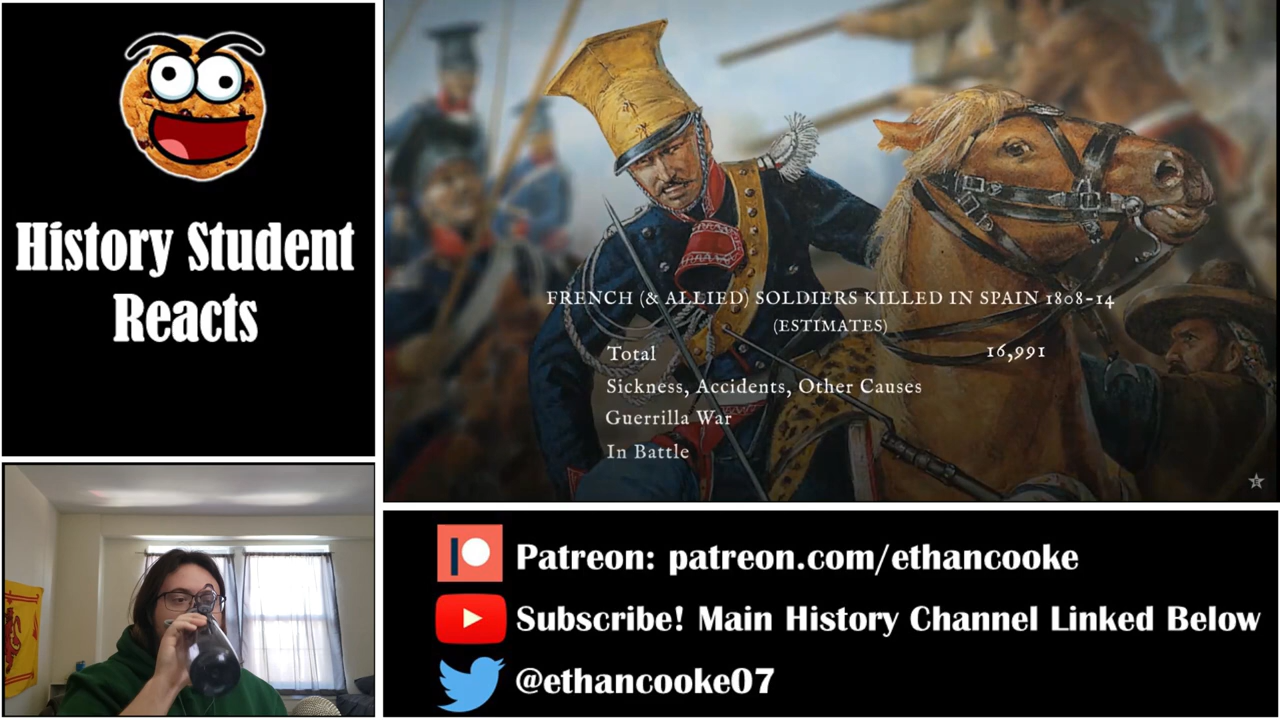 History Student
Reacts
FRENCH (& ALLIED) SOLDIERS KILLED IN SPAIN 1808-14
(ESTIMATES)
Total 16,991
Sickness, Accidents, Other Causes
Guerrilla War
In Battle
Patreon: patreon.com/ethancooke
Subscribe! Main History Channel Linked Below
@ethancooke07